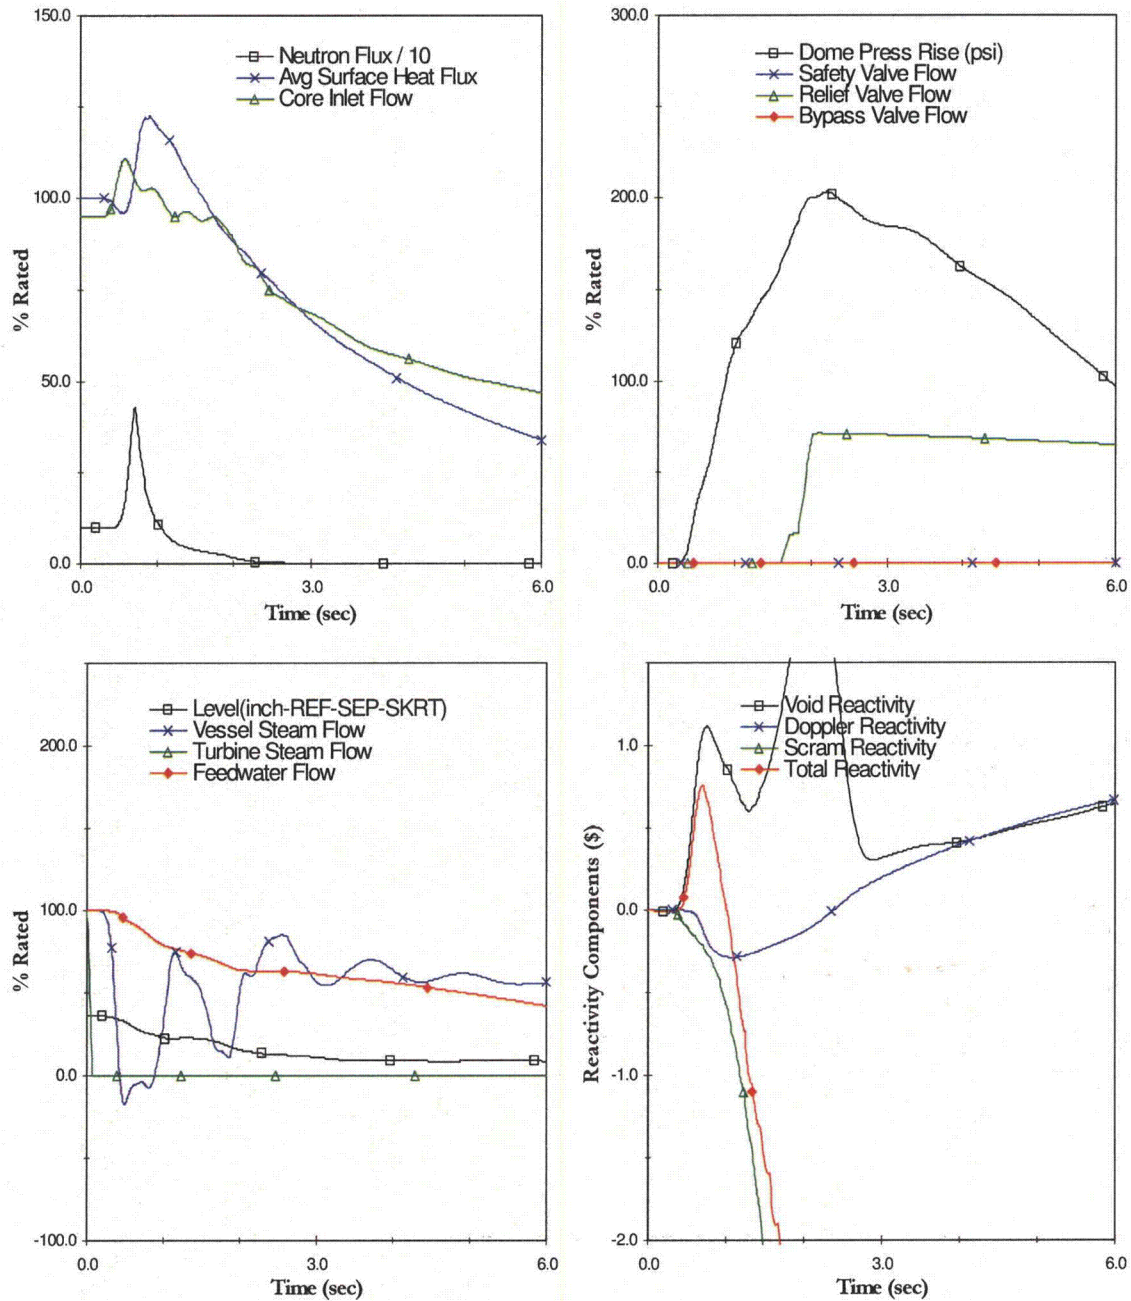 150.0
100.0
50.0
0.0
% Rated
Neutron Flux / 10
Avg Surface Heat Flux
Core Inlet Flow
0.0 3.0 6.0
Time (sec)
300.0
200.0
100.0
0.0
% Rated
Dome Press Rise (psi)
Safety Valve Flow
Relief Valve Flow
Bypass Valve Flow
0.0 3.0 6.0
Time (sec)
200.0
100.0
0.0
-100.0
% Rated
Level(inch-REF-SEP-SKRT)
Vessel Steam Flow
Turbine Steam Flow
Feedwater Flow
0.0 3.0 6.0
Time (sec)
1.0
0.0
-1.0
-2.0
Reactivity Components ($)
Void Reactivity
Doppler Reactivity
Scram Reactivity
Total Reactivity
0.0 3.0 6.0
Time (sec)